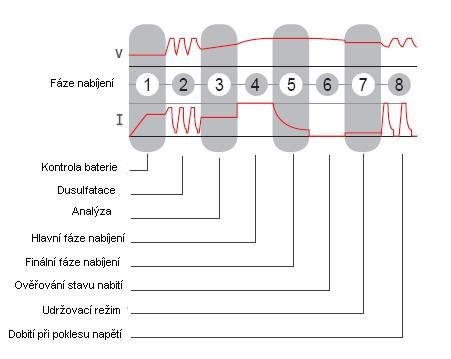 V
Fáze nabíjení 1 2 3 4 5 6 7 8
I
Kontrola baterie
Dusulfatace
Analýza
Hlavní fáze nabíjení
Finální fáze nabíjení
Ověřování stavu nabití
Udržovací režim
Dobití při poklesu napětí